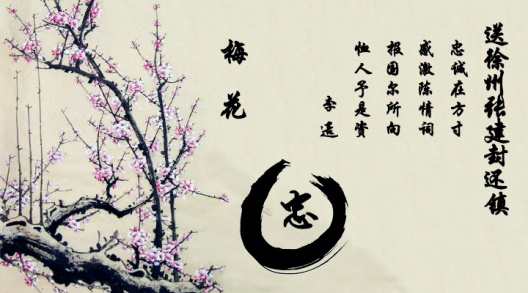 送徐州张建封还镇
忠诚在方寸
感激陈情词
报国尔所向
恤人予是资
李适
梅花
忠